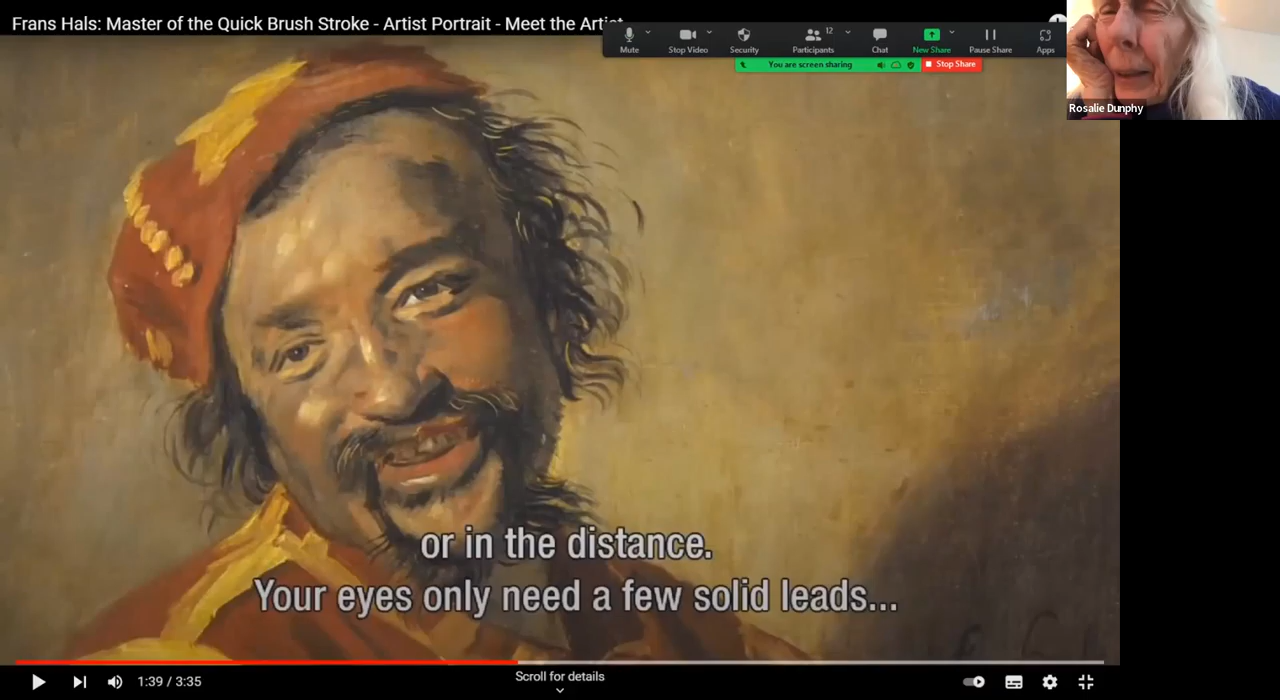 Frans Hals: Master of the Quick Brush Stroke - Artist Portrait - Meet the Artist
Mute
Stop Video
Security
12
Participants
Chat
New Share
Pause Share
Apps
You are screen sharing
Stop Share
Rosalie Dunphy
or in the distance.
Your eyes only need a few solid leads...
1:39 / 3:35
Scroll for details